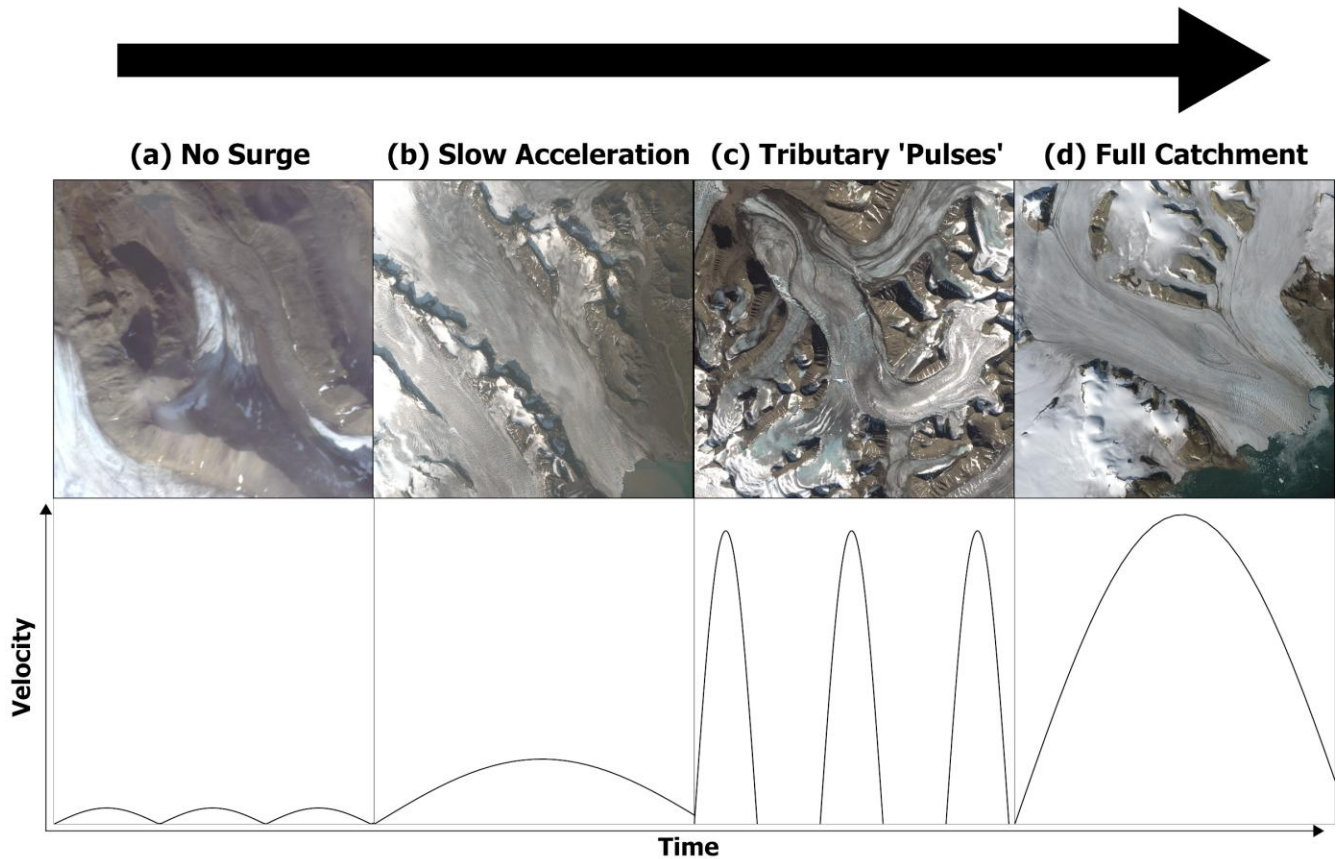 (a) No Surge
(b) Slow Acceleration
(c) Tributary 'Pulses'
(d) Full Catchment
Velocity
Time